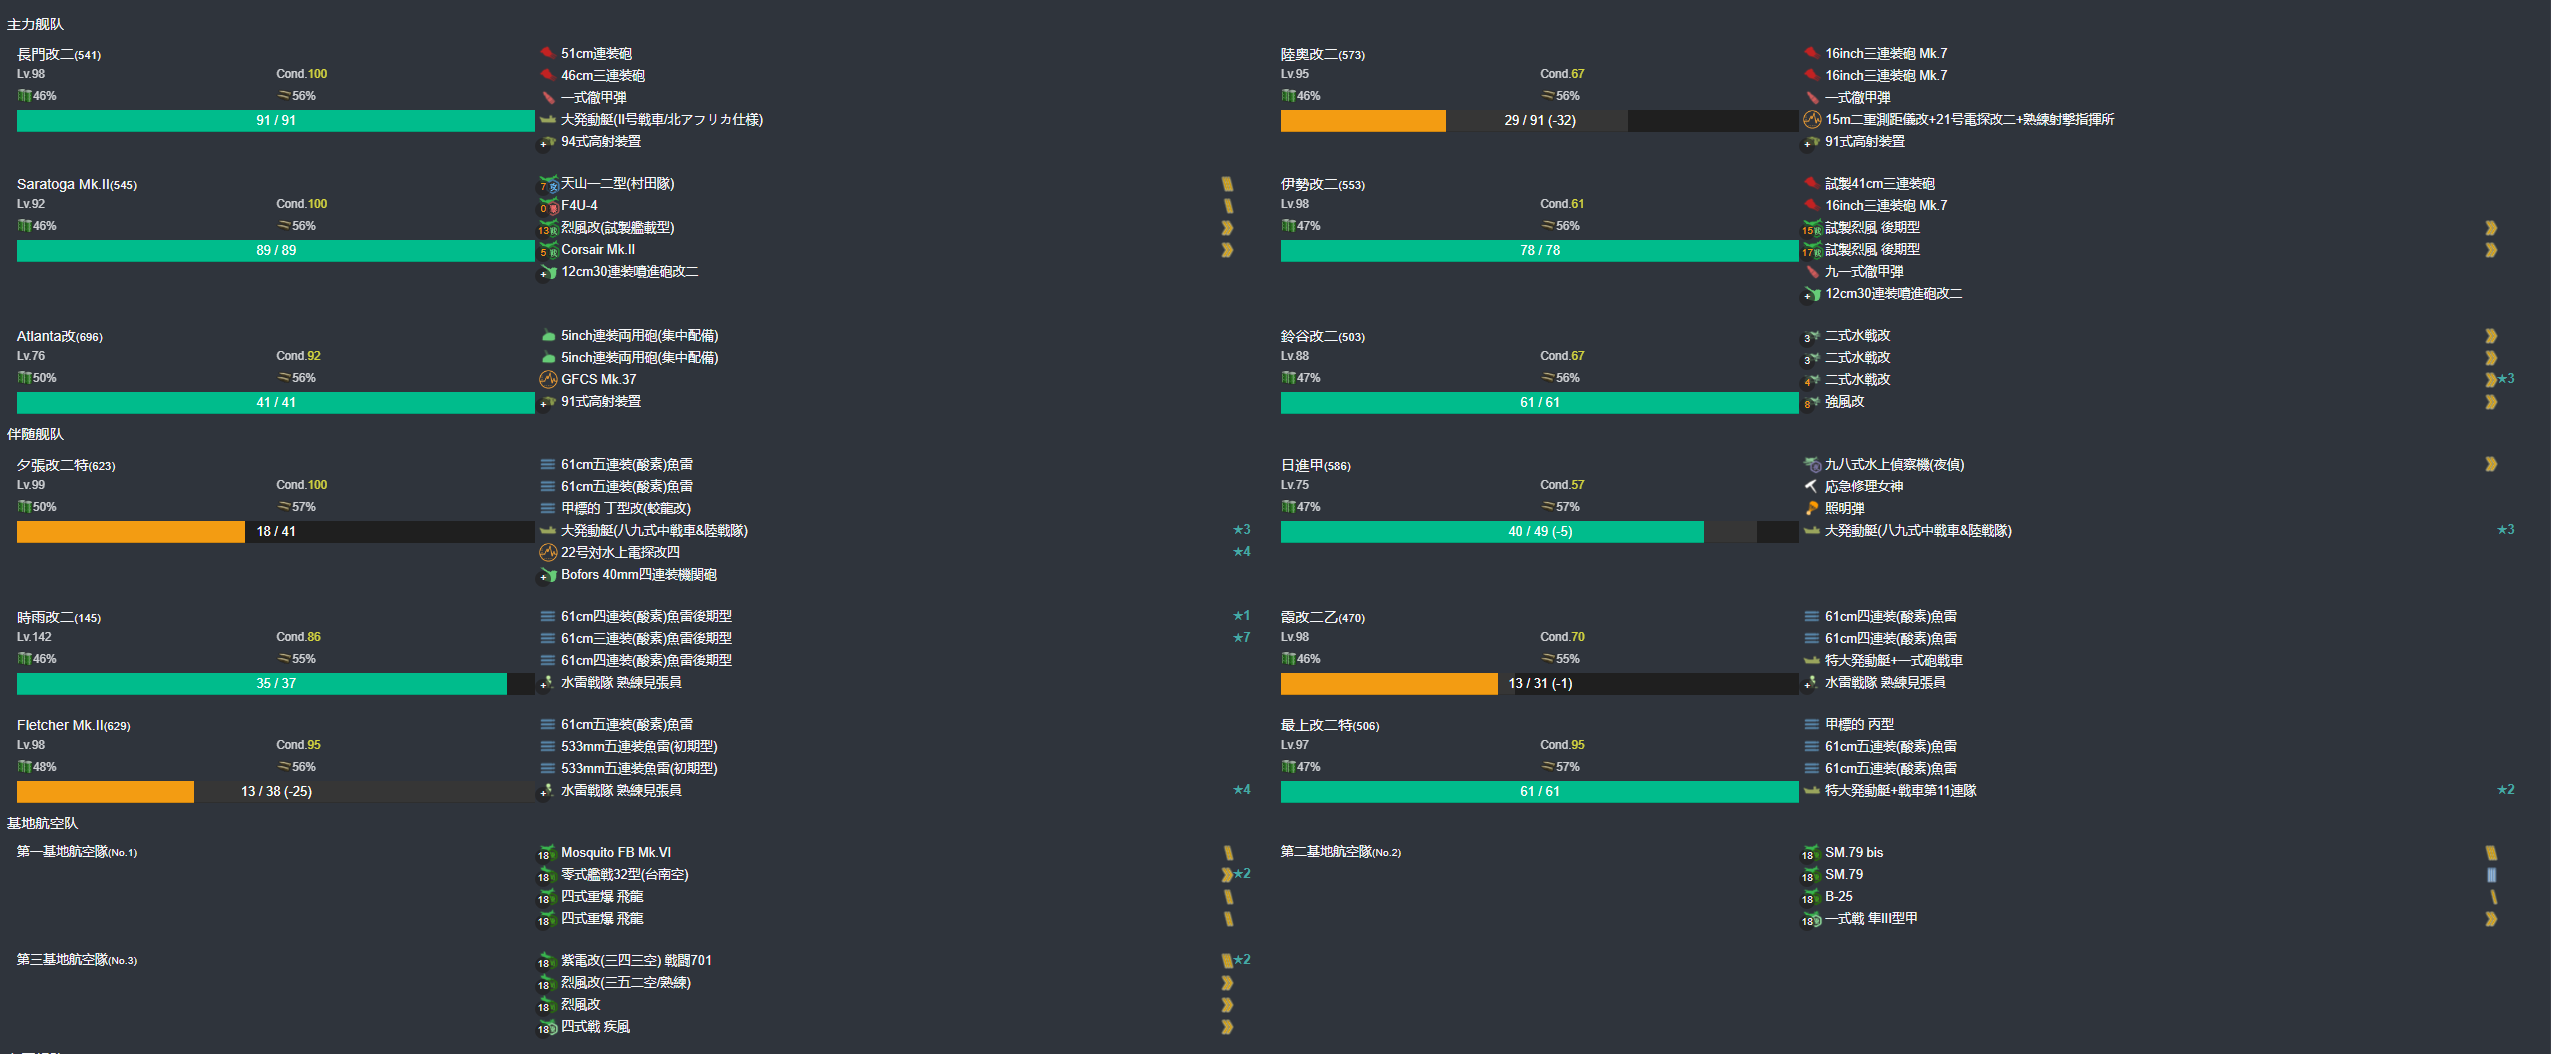 主力舰队
長門改二(541)
Lv.98 Cond.100
46% 56%
91 / 91
51cm連装砲
46cm三連装砲
一式徹甲弾
大発動艇(II号戦車/北アフリカ仕様)
94式高射装置
陸奥改二(573)
Lv.95 Cond.67
46% 56%
29 / 91 (-32)
16inch三連装砲 Mk.7
16inch三連装砲 Mk.7
一式徹甲弾
15m二重測距儀改+21号電探改二+熟練射撃指揮所
91式高射装置
Saratoga Mk.II(545)
Lv.92 Cond.100
46% 56%
89 / 89
7 天山一二型(村田隊)
0 F4U-4
13 烈風改(試製艦載型)
5 Corsair Mk.II
12cm30連装噴進砲改二
伊勢改二(553)
Lv.98 Cond.61
47% 56%
78 / 78
試製41cm三連装砲
16inch三連装砲 Mk.7
15 試製烈風 後期型
17 試製烈風 後期型
九一式徹甲弾
12cm30連装噴進砲改二
Atlanta改(696)
Lv.76 Cond.92
50% 56%
41 / 41
5inch連装両用砲(集中配備)
5inch連装両用砲(集中配備)
GFCS Mk.37
91式高射装置
鈴谷改二(503)
Lv.88 Cond.67
47% 56%
61 / 61
3 二式水戦改
3 二式水戦改
4 二式水戦改 ★3
8 強風改
伴随舰队
夕張改二特(623)
Lv.99 Cond.100
50% 57%
18 / 41
61cm五連装(酸素)魚雷
61cm五連装(酸素)魚雷
甲標的 丁型改(蛟龍改)
大発動艇(八九式中戦車&陸戦隊) ★3
22号対水上電探改四 ★4
Bofors 40mm四連装機関砲
日進甲(586)
Lv.75 Cond.57
47% 57%
40 / 49 (-5)
九八式水上偵察機(夜偵)
応急修理女神
照明弾
大発動艇(八九式中戦車&陸戦隊) ★3
時雨改二(145)
Lv.142 Cond.86
46% 55%
35 / 37
61cm四連装(酸素)魚雷後期型 ★1
61cm三連装(酸素)魚雷後期型 ★7
61cm四連装(酸素)魚雷後期型
水雷戦隊 熟練見張員
霞改二乙(470)
Lv.98 Cond.70
46% 55%
13 / 31 (-1)
61cm四連装(酸素)魚雷
61cm四連装(酸素)魚雷
特大発動艇+一式砲戦車
水雷戦隊 熟練見張員
Fletcher Mk.II(629)
Lv.98 Cond.95
48% 56%
13 / 38 (-25)
61cm五連装(酸素)魚雷
533mm五連装魚雷(初期型)
533mm五連装魚雷(初期型)
水雷戦隊 熟練見張員 ★4
最上改二特(506)
Lv.97 Cond.95
47% 57%
61 / 61
甲標的 丙型
61cm五連装(酸素)魚雷
61cm五連装(酸素)魚雷
特大発動艇+戦車第11連隊 ★2
基地航空队
第一基地航空隊(No.1)
18 Mosquito FB Mk.VI
18 零式艦戦32型(台南空) ★2
18 四式重爆 飛龍
18 四式重爆 飛龍
第二基地航空隊(No.2)
18 SM.79 bis
18 SM.79
18 B-25
18 一式戦 隼III型甲
第三基地航空隊(No.3)
18 紫電改(三四三空) 戦闘701 ★2
18 烈風改(三五二空/熟練)
18 烈風改
18 四式戦 疾風